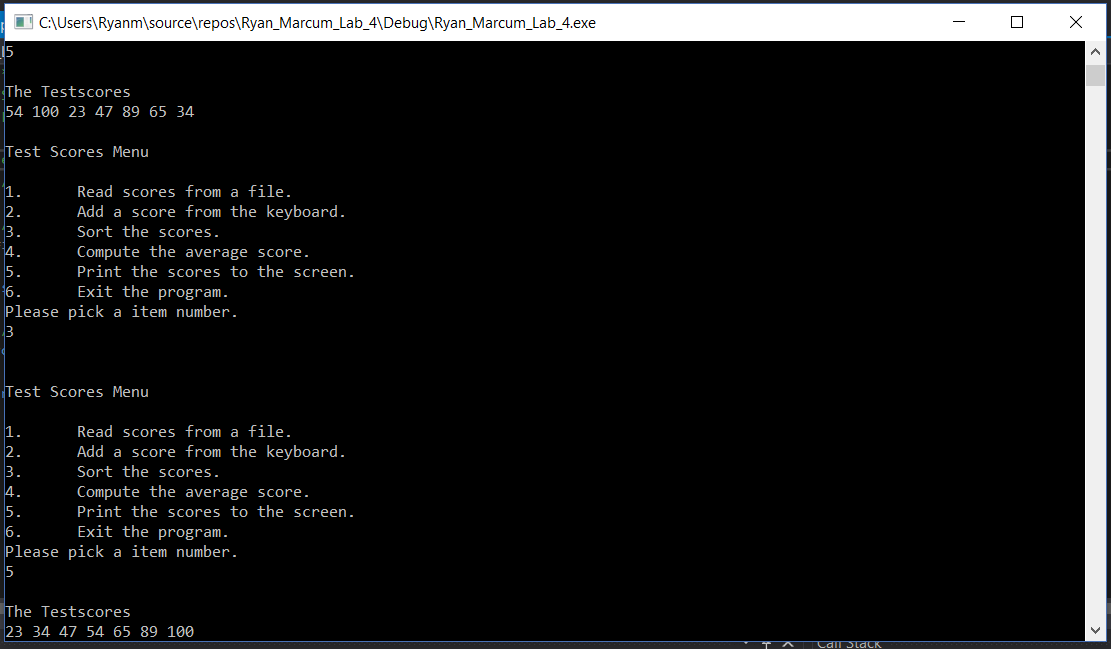 C:\Users\Ryanm\source\repos\Ryan_Marcum_Lab_4\Debug\Ryan_Marcum_Lab_4.exe
5
The Testscores
54 100 23 47 89 65 34
Test Scores Menu
1.      Read scores from a file.
2.      Add a score from the keyboard.
3.      Sort the scores.
4.      Compute the average score.
5.      Print the scores to the screen.
6.      Exit the program.
Please pick a item number.
3
Test Scores Menu
1.      Read scores from a file.
2.      Add a score from the keyboard.
3.      Sort the scores.
4.      Compute the average score.
5.      Print the scores to the screen.
6.      Exit the program.
Please pick a item number.
5
The Testscores
23 34 47 54 65 89 100
Call Stack